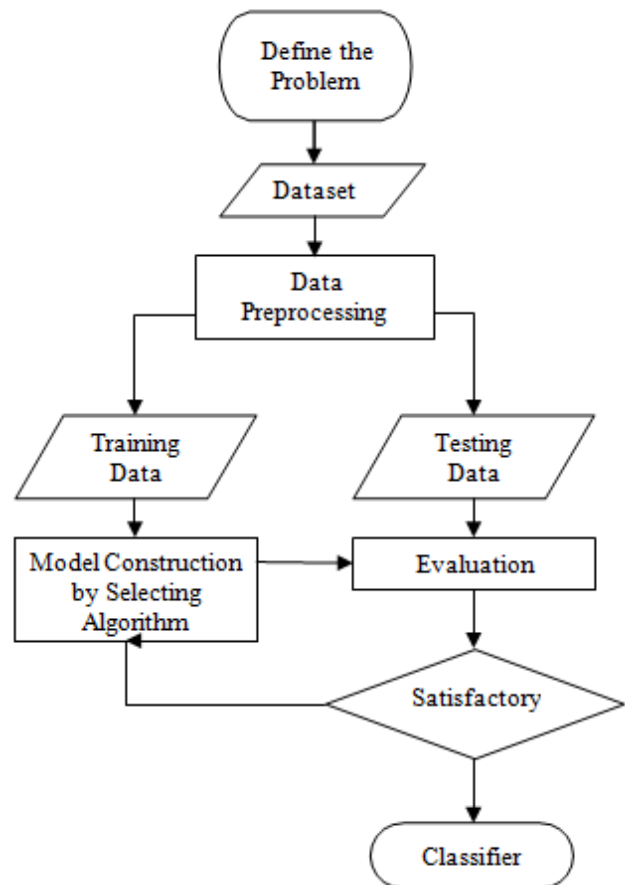 Define the
Problem
Dataset
Data
Preprocessing
Training
Data
Testing
Data
Model Construction
by Selecting
Algorithm
Evaluation
Satisfactory
Classifier